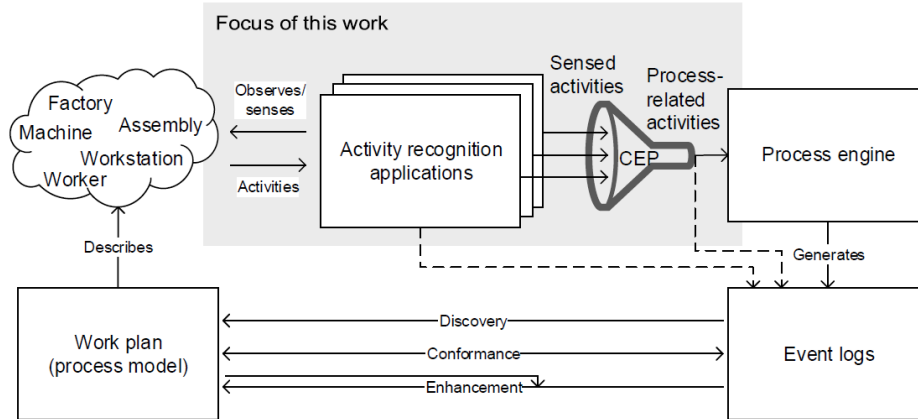 Focus of this work
Factory
Machine
Assembly
Workstation
Worker
Observes/
senses
Activities
Activity recognition
applications
Sensed
activities
CEP
Process-
related
activities
Process engine
Describes
Generates
Work plan
(process model)
Discovery
Conformance
Enhancement
Event logs